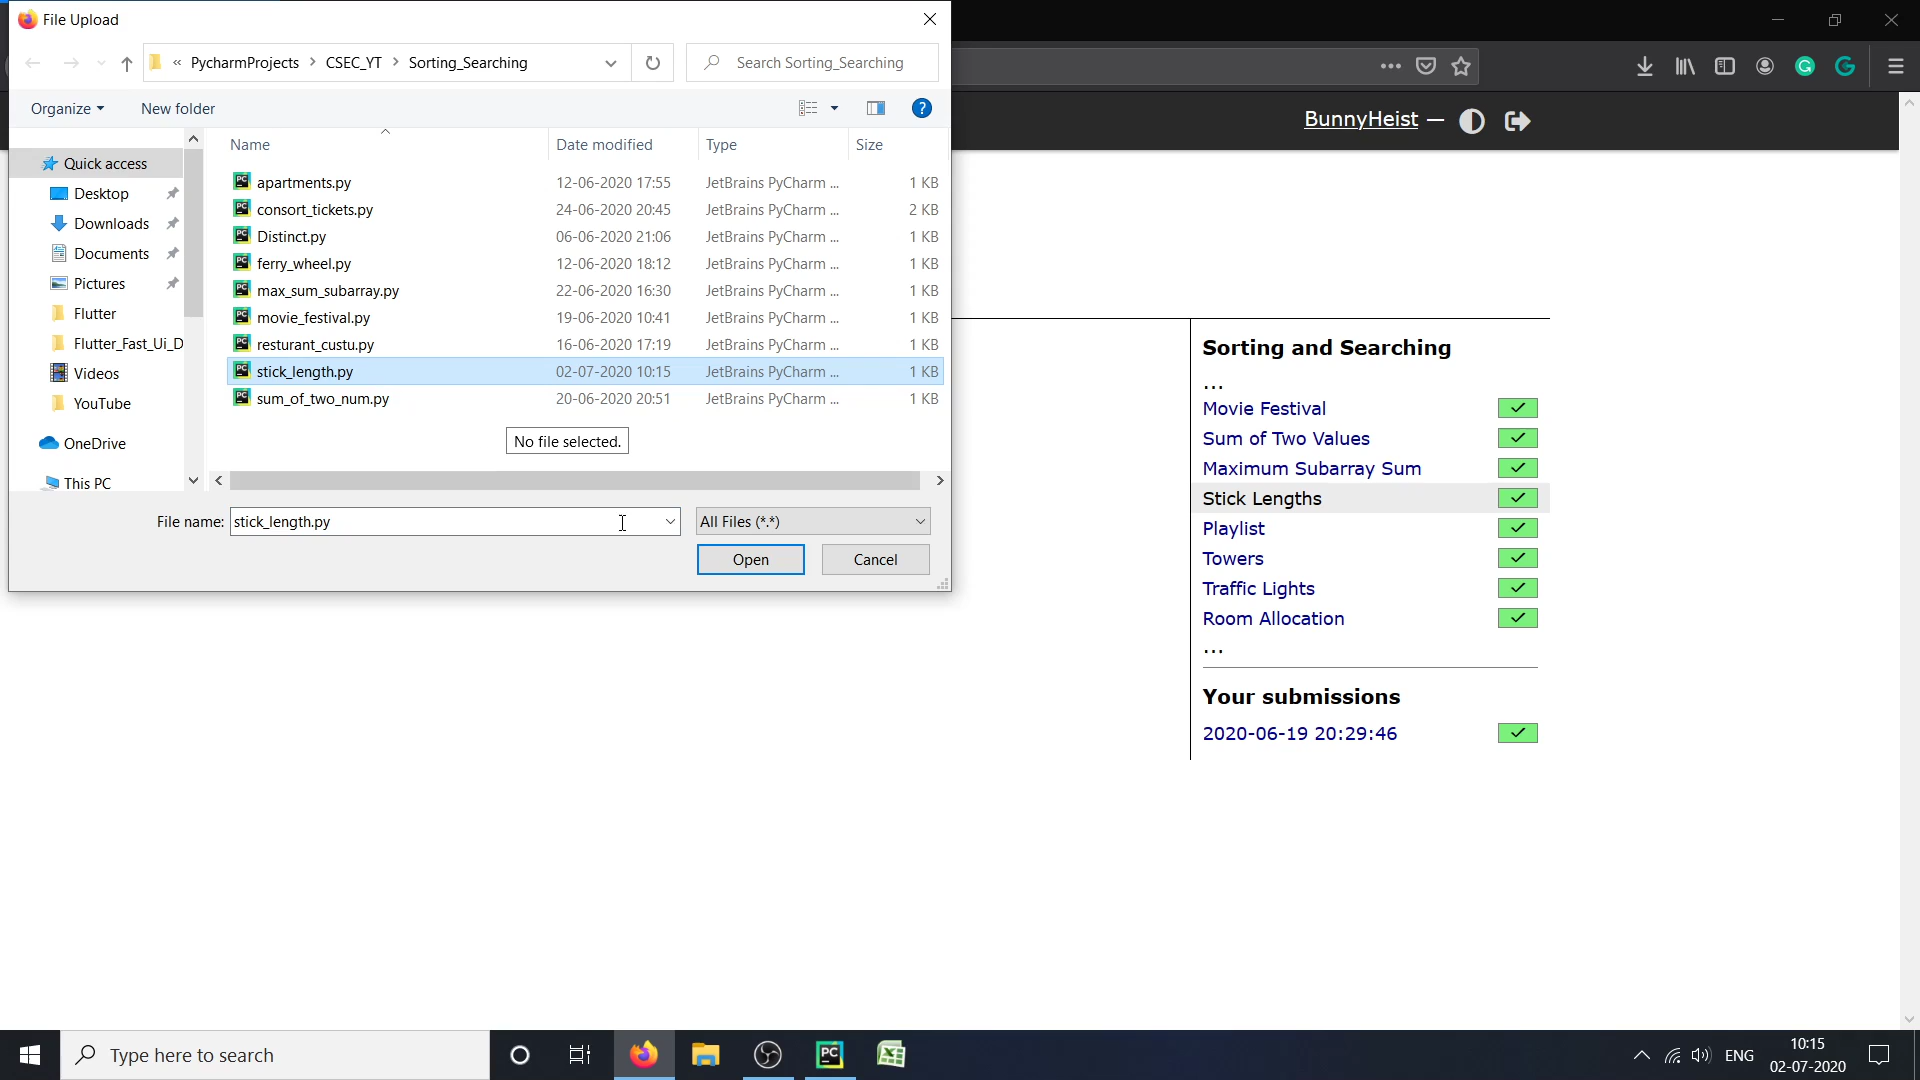 File Upload
« PycharmProjects > CSEC_YT > Sorting_Searching
Search Sorting_Searching
Organize
New folder
?
Name Date modified Type Size
Quick access
Desktop
Downloads
Documents
Pictures
Flutter
Flutter_Fast_Ui_D
Videos
YouTube
OneDrive
This PC
apartments.py 12-06-2020 17:55 JetBrains PyCharm ... 1 KB
consort_tickets.py 24-06-2020 20:45 JetBrains PyCharm ... 2 KB
Distinct.py 06-06-2020 21:06 JetBrains PyCharm ... 1 KB
ferry_wheel.py 12-06-2020 18:12 JetBrains PyCharm ... 1 KB
max_sum_subarray.py 22-06-2020 16:30 JetBrains PyCharm ... 1 KB
movie_festival.py 19-06-2020 10:41 JetBrains PyCharm ... 1 KB
resturant_custu.py 16-06-2020 17:19 JetBrains PyCharm ... 1 KB
stick_length.py 02-07-2020 10:15 JetBrains PyCharm ... 1 KB
sum_of_two_num.py 20-06-2020 20:51 JetBrains PyCharm ... 1 KB
No file selected.
File name: stick_length.py
All Files (*.*)
Open
Cancel
BunnyHeist —
Sorting and Searching
...
Movie Festival
Sum of Two Values
Maximum Subarray Sum
Stick Lengths
Playlist
Towers
Traffic Lights
Room Allocation
...
Your submissions
2020-06-19 20:29:46
Type here to search
ENG
10:15
02-07-2020